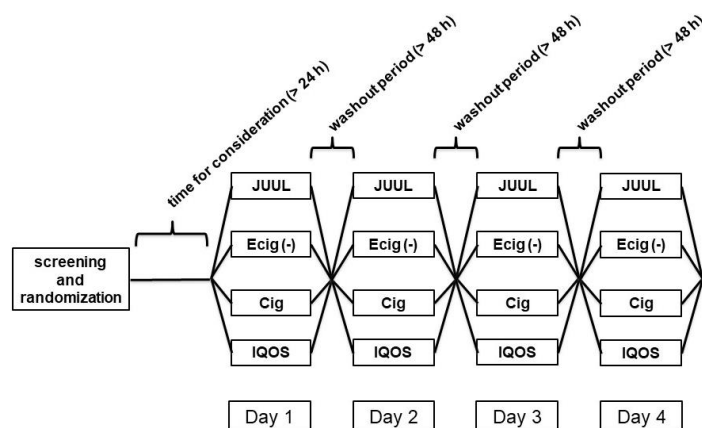 time for consideration (> 24 h)
washout period (> 48 h)
washout period (> 48 h)
washout period (> 48 h)
screening
and
randomization
JUUL
JUUL
JUUL
JUUL
Ecig (-)
Ecig (-)
Ecig (-)
Ecig (-)
Cig
Cig
Cig
Cig
IQOS
IQOS
IQOS
IQOS
Day 1
Day 2
Day 3
Day 4